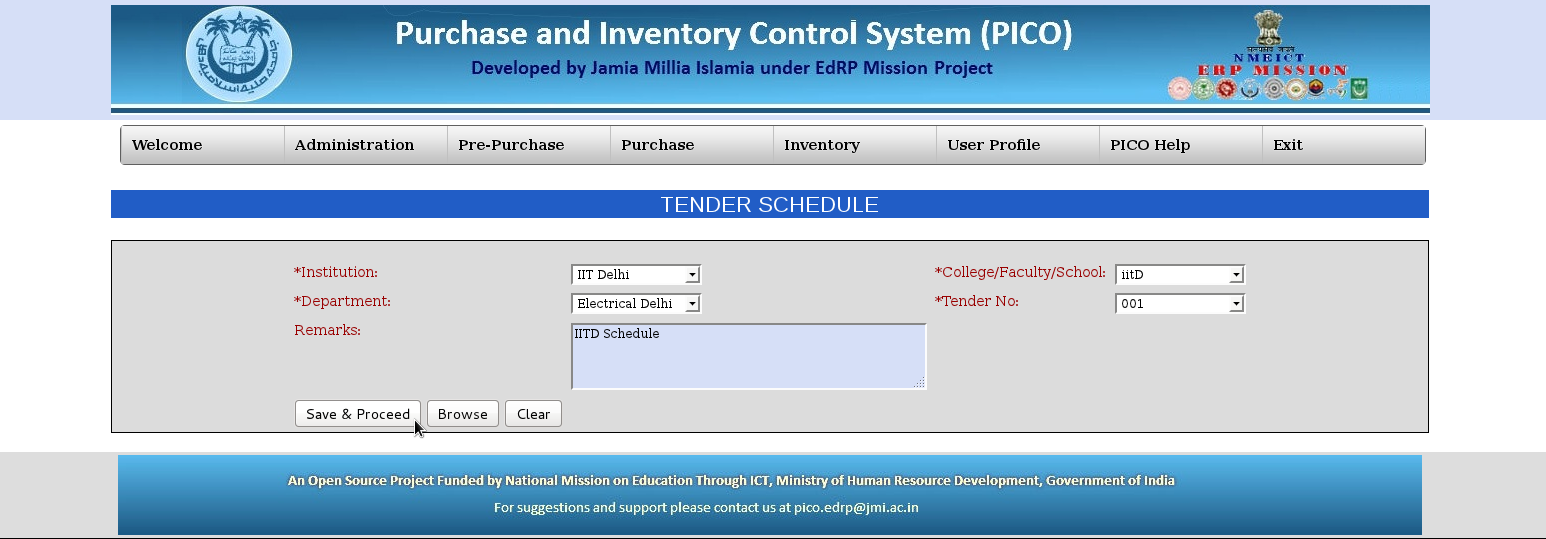 Purchase and Inventory Control System (PICO)
Developed by Jamia Millia Islamia under EdRP Mission Project
NMEICT
ERP MISSION
Welcome Administration Pre-Purchase Purchase Inventory User Profile PICO Help Exit
TENDER SCHEDULE
*Institution: IIT Delhi *College/Faculty/School: iitD
*Department: Electrical Delhi *Tender No: 001
Remarks: IITD Schedule
Save & Proceed Browse Clear
An Open Source Project Funded by National Mission on Education Through ICT, Ministry of Human Resource Development, Government of India
For suggestions and support please contact us at pico.edrp@jmi.ac.in